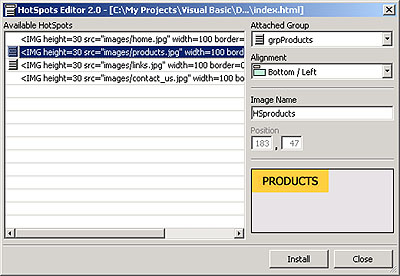 HotSpots Editor 2.0 - [C:\My Projects\Visual Basic\D...\index.html]
Available HotSpots
<IMG height=30 src="images/home.jpg" width=100 border=
<IMG height=30 src="images/products.jpg" width=100 bord
<IMG height=30 src="images/links.jpg" width=100 border=0
<IMG height=30 src="images/contact_us.jpg" width=100 bo
Attached Group
grpProducts
Alignment
Bottom / Left
Image Name
HSproducts
Position
183 , 47
PRODUCTS
Install
Close